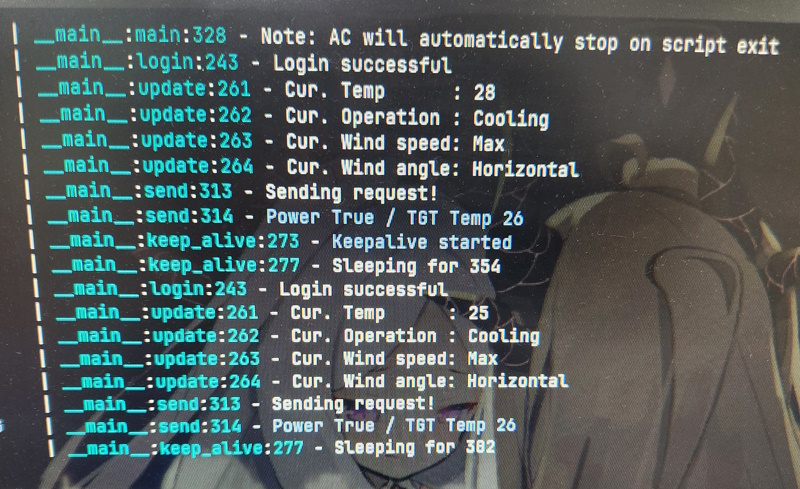 | __main__:main:328 - Note: AC will automatically stop on script exit
| __main__:login:243 - Login successful
| __main__:update:261 - Cur. Temp       : 28
| __main__:update:262 - Cur. Operation : Cooling
| __main__:update:263 - Cur. Wind speed: Max
| __main__:update:264 - Cur. Wind angle: Horizontal
| __main__:send:313 - Sending request!
| __main__:send:314 - Power True / TGT Temp 26
| __main__:keep_alive:273 - Keepalive started
| __main__:keep_alive:277 - Sleeping for 354
| __main__:login:243 - Login successful
| __main__:update:261 - Cur. Temp       : 25
| __main__:update:262 - Cur. Operation : Cooling
| __main__:update:263 - Cur. Wind speed: Max
| __main__:update:264 - Cur. Wind angle: Horizontal
| __main__:send:313 - Sending request!
| __main__:send:314 - Power True / TGT Temp 26
| __main__:keep_alive:277 - Sleeping for 382